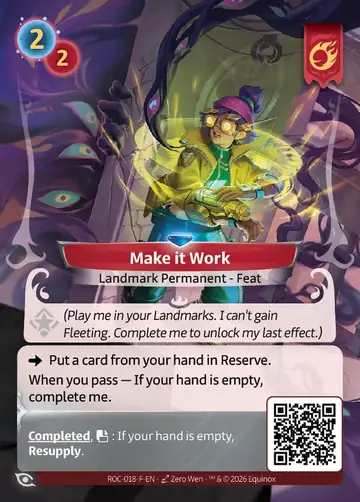 2
2
Make it Work
Landmark Permanent - Feat
(Play me in your Landmarks. I can't gain
Fleeting. Complete me to unlock my last effect.)
Put a card from your hand in Reserve.
When you pass — If your hand is empty,
complete me.
Completed, : If your hand is empty,
Resupply.
ROC-018-F-EN - Zero Wen - ™ & © 2026 Equinox